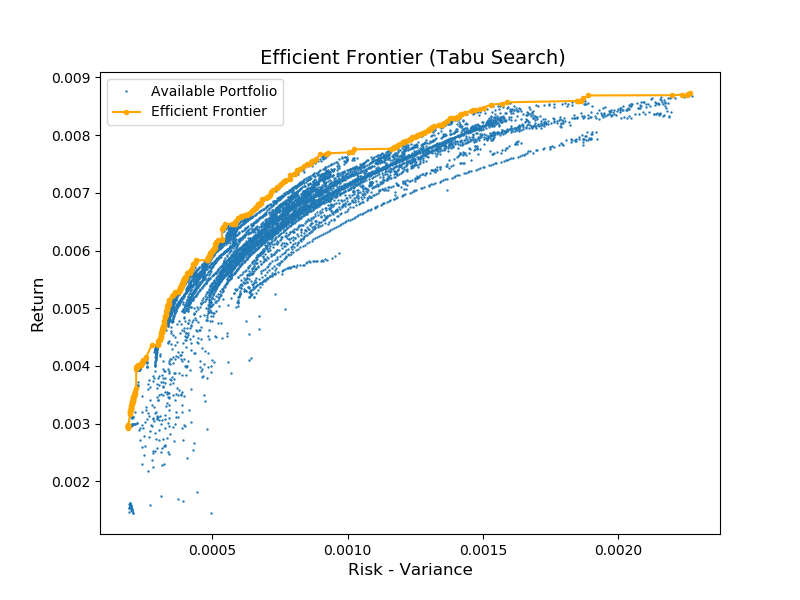 Efficient Frontier (Tabu Search)
Available Portfolio
Efficient Frontier
0.009
0.008
0.007
0.006
0.005
0.004
0.003
0.002
Return
0.0005 0.0010 0.0015 0.0020
Risk - Variance